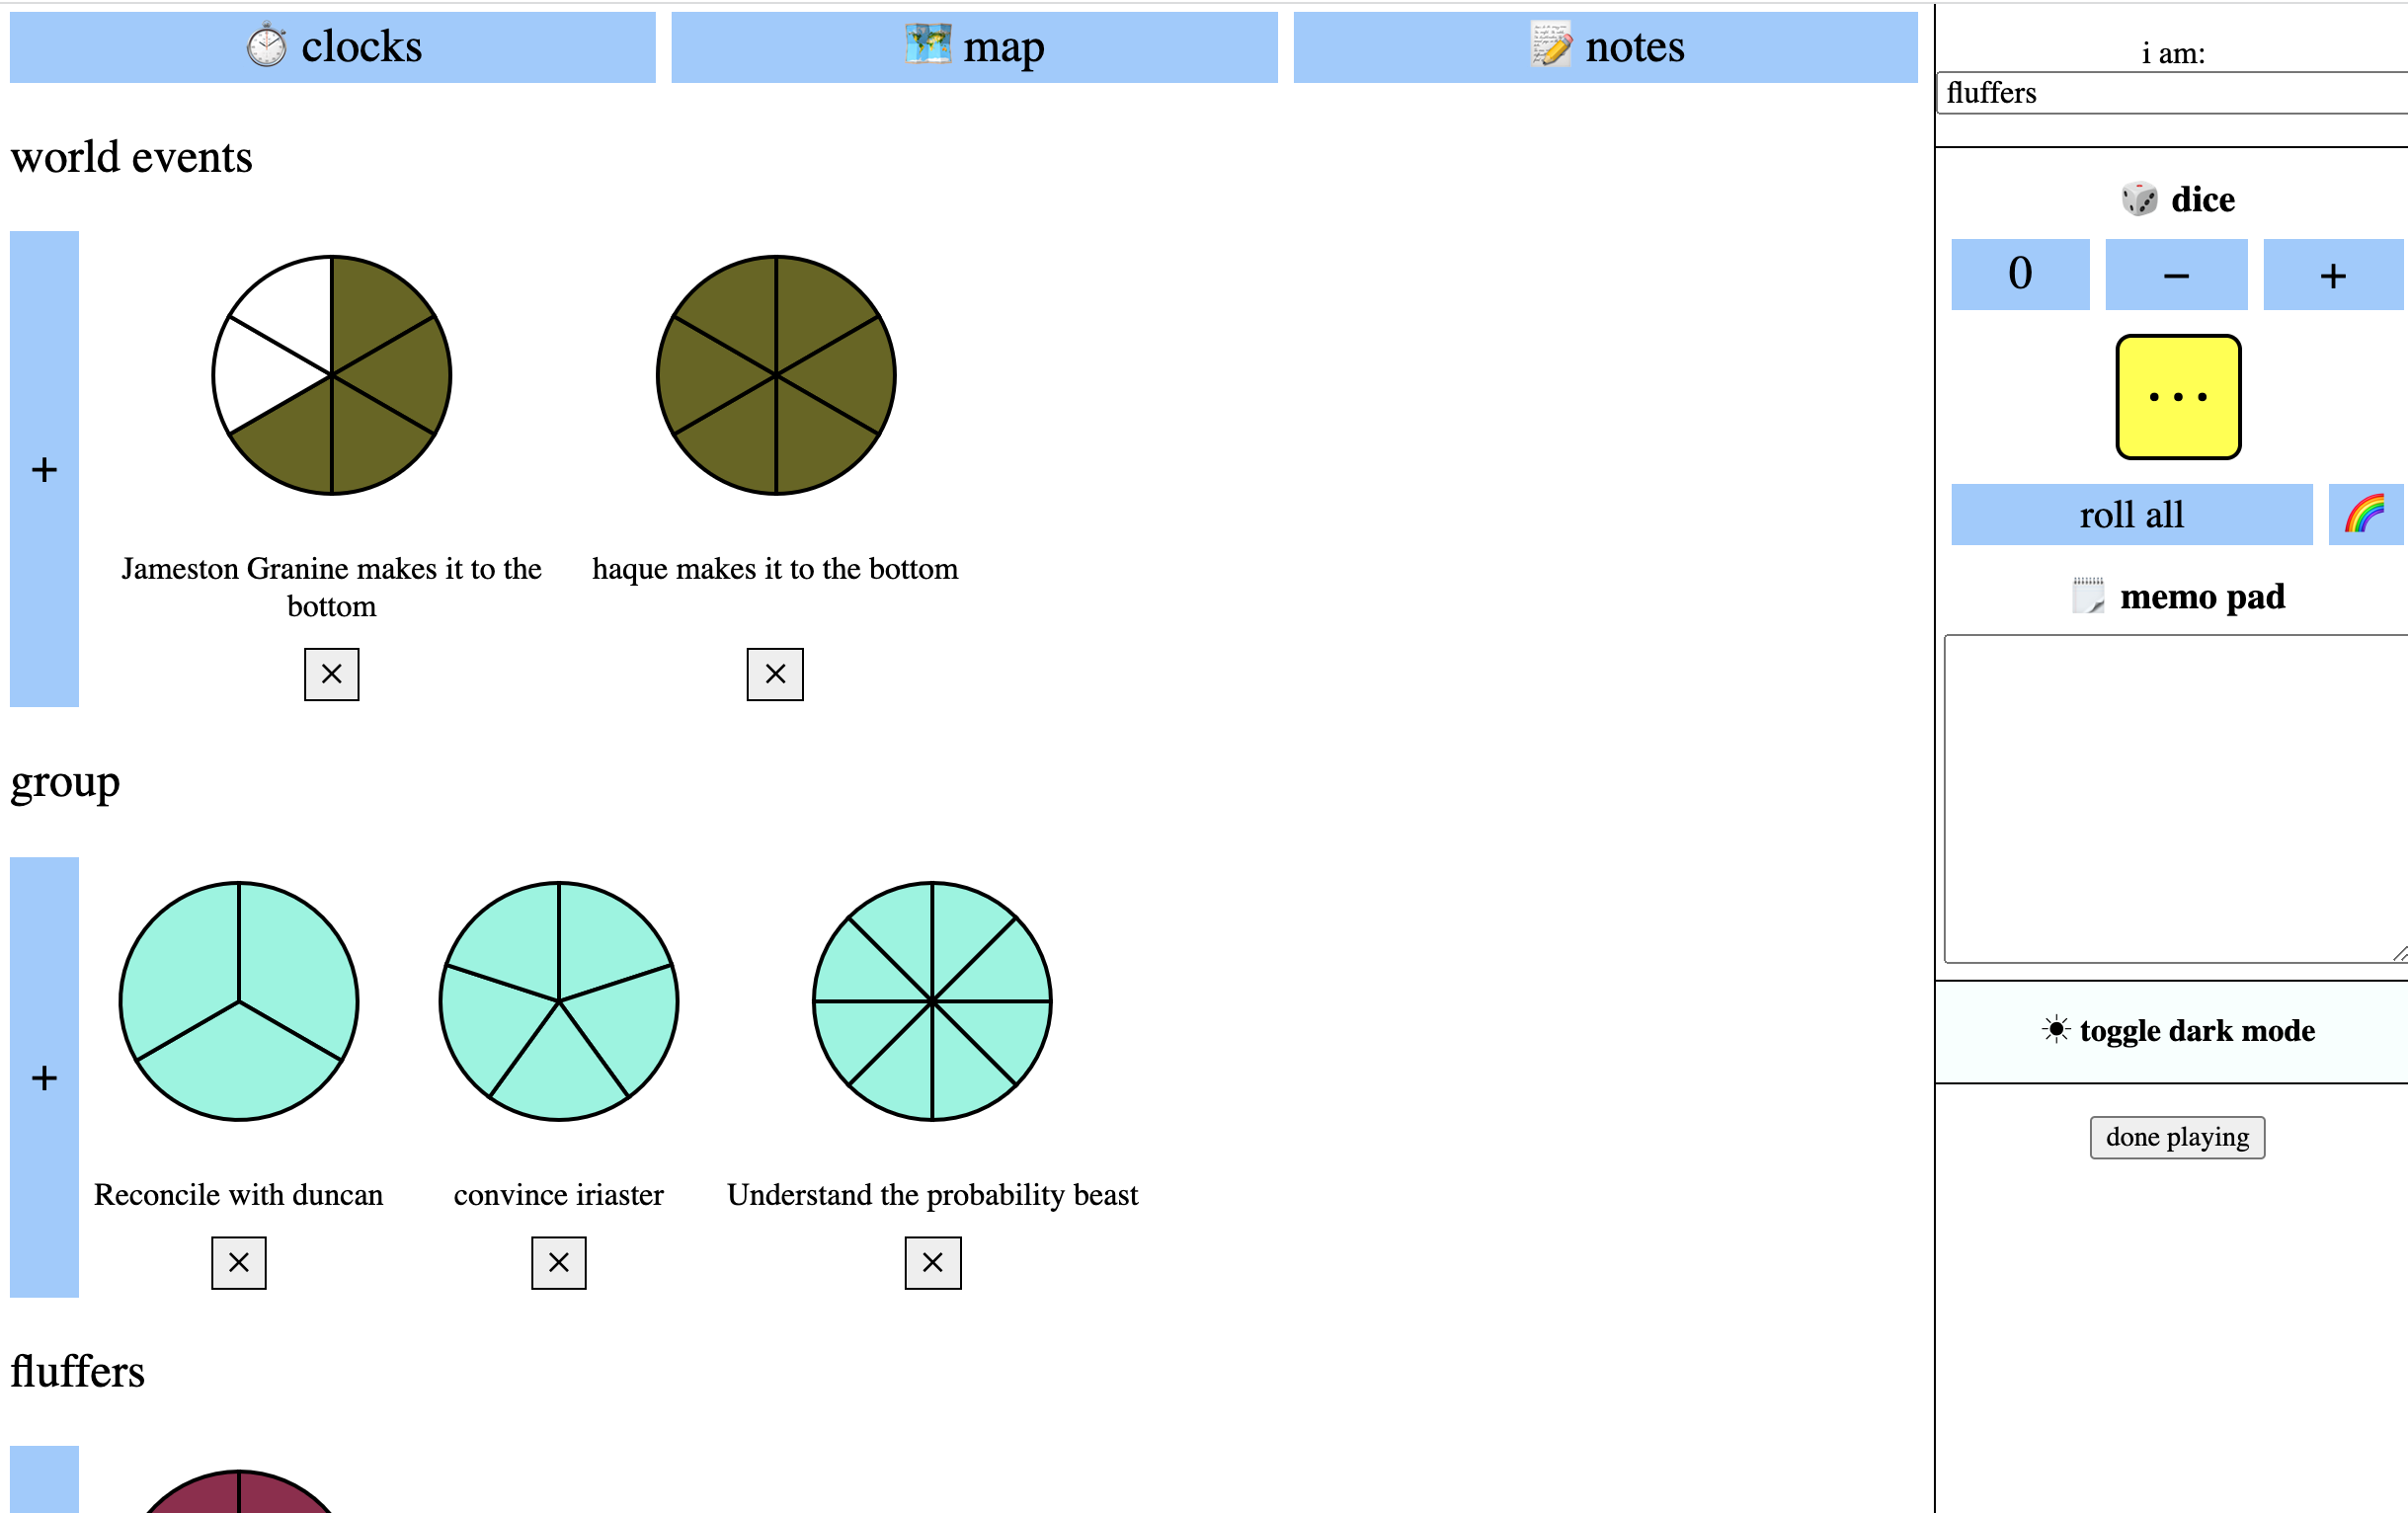 clocks
map
notes
world events
+
Jameston Granine makes it to the
bottom
×
haque makes it to the bottom
×
group
+
Reconcile with duncan
×
convince iriaster
×
Understand the probability beast
×
fluffers
i am:
fluffers
dice
0
−
+
...
roll all
memo pad
toggle dark mode
done playing